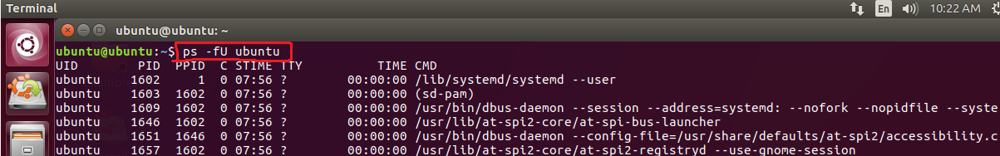 Terminal
En
10:22 AM
ubuntu@ubuntu: ~
ubuntu@ubuntu:~$ ps -fU ubuntu
UID PID PPID C STIME TTY TIME CMD
ubuntu 1602 1 0 07:56 ? 00:00:00 /lib/systemd/systemd --user
ubuntu 1603 1602 0 07:56 ? 00:00:00 (sd-pam)
ubuntu 1609 1602 0 07:56 ? 00:00:00 /usr/bin/dbus-daemon --session --address=systemd: --nofork --nopidfile --syste
ubuntu 1646 1602 0 07:56 ? 00:00:00 /usr/lib/at-spi2-core/at-spi-bus-launcher
ubuntu 1651 1646 0 07:56 ? 00:00:00 /usr/bin/dbus-daemon --config-file=/usr/share/defaults/at-spi2/accessibility.c
ubuntu 1657 1602 0 07:56 ? 00:00:00 /usr/lib/at-spi2-core/at-spi2-registryd --use-gnome-session